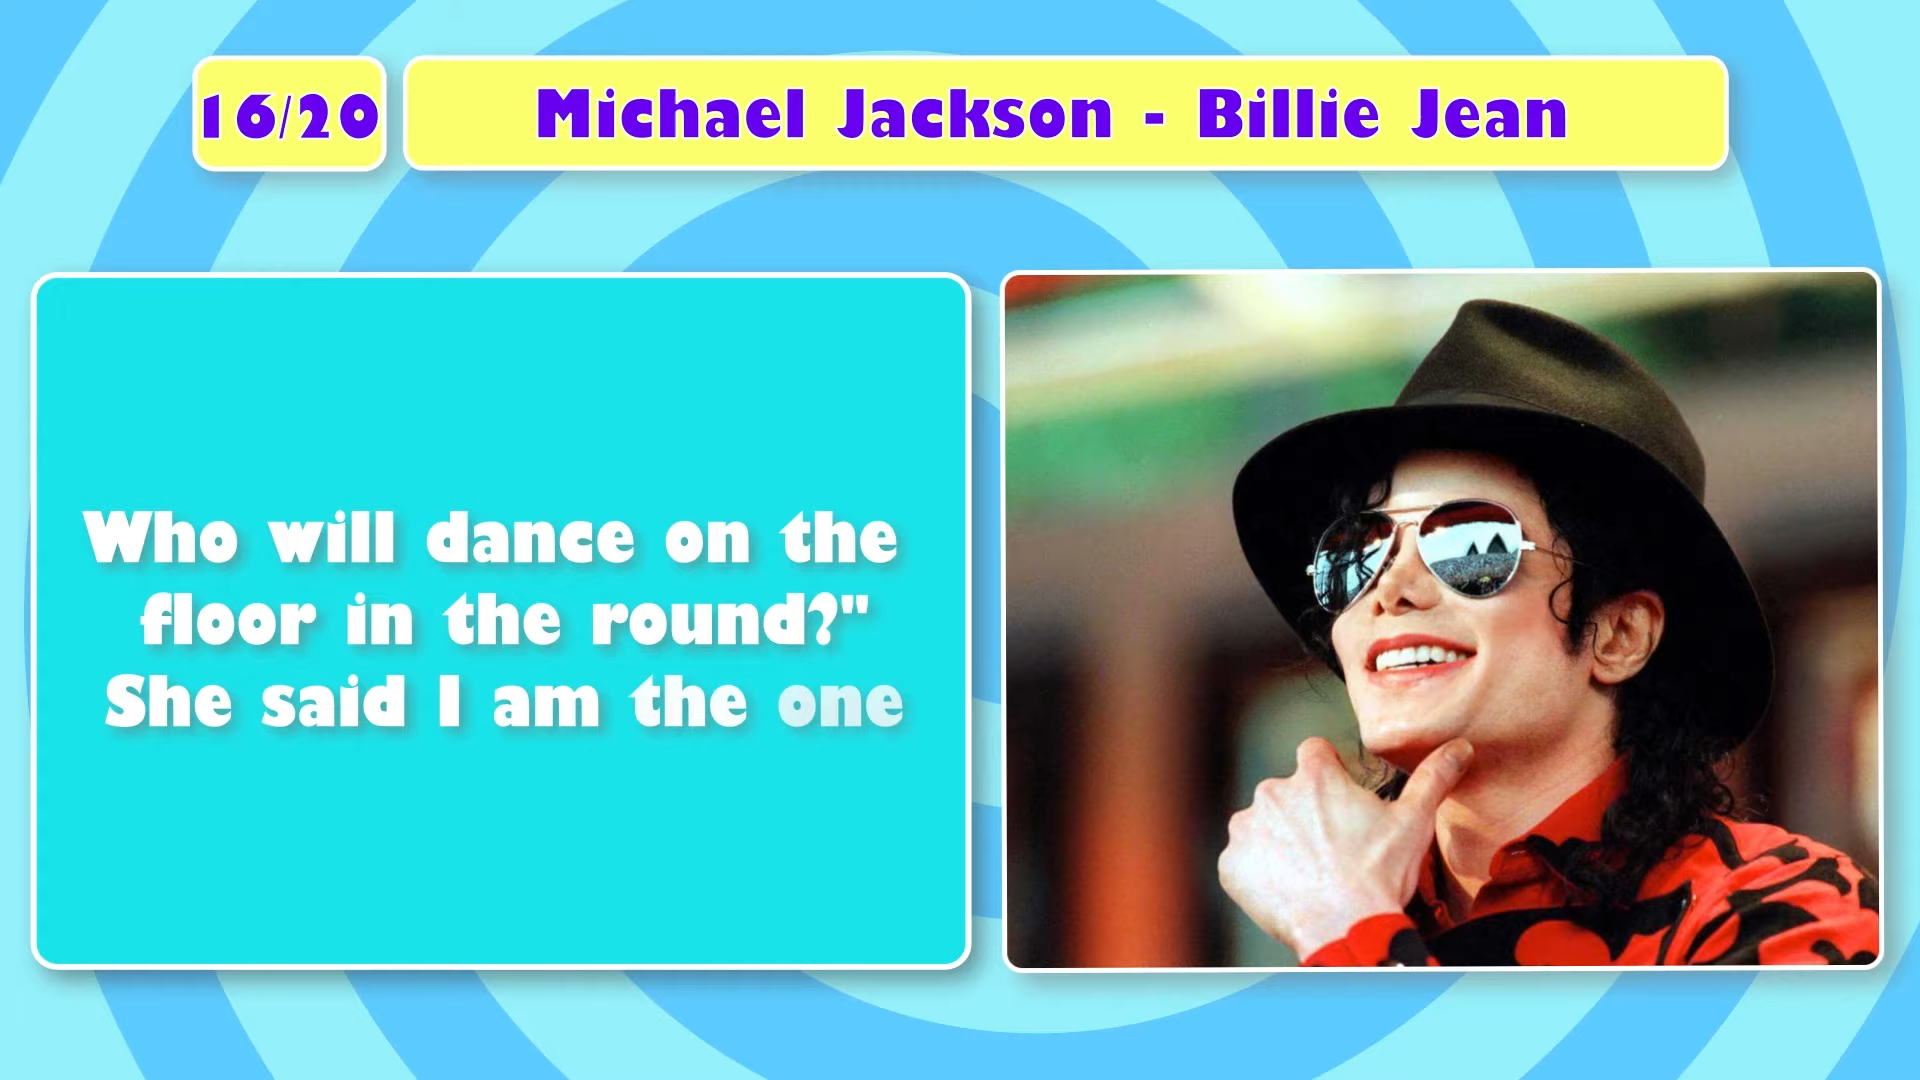 16/20
Michael Jackson - Billie Jean
Who will dance on the
floor in the round?"
She said I am the one